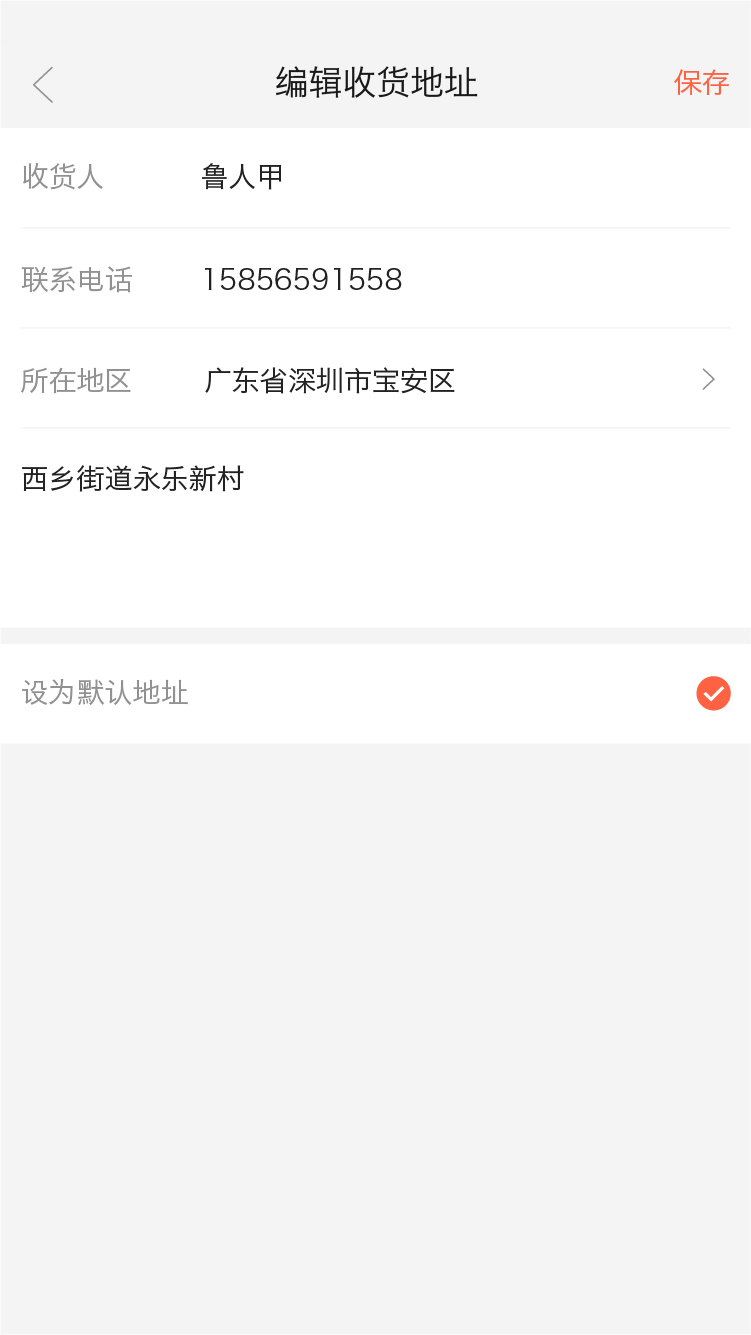 编辑收货地址 保存
收货人 鲁人甲
联系电话 15856591558
所在地区 广东省深圳市宝安区
西乡街道永乐新村
设为默认地址